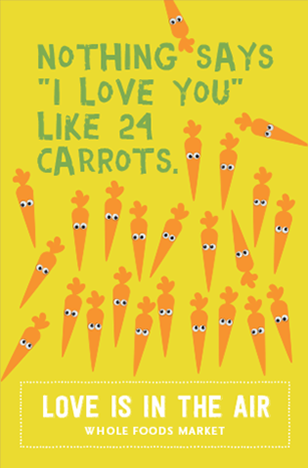 NOTHING SAYS
"I LOVE YOU"
LIKE 24
CARROTS.
LOVE IS IN THE AIR
WHOLE FOODS MARKET